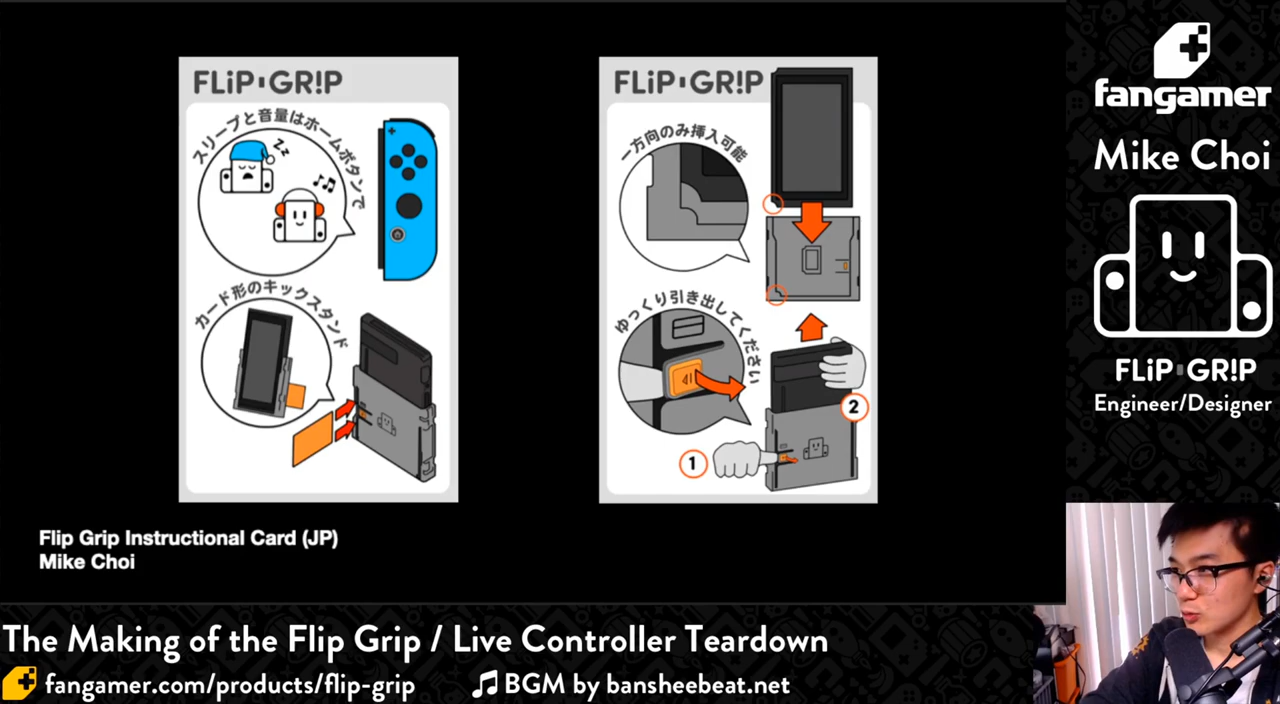 FLiP GR!P
スリープと音量はホームボタンで
Zz
カード形のキックスタンド
FLiP GR!P
一方向のみ挿入可能
ゆっくり引き出してください
1
2
Flip Grip Instructional Card (JP)
Mike Choi
fangamer
Mike Choi
FLiP GR!P
Engineer/Designer
The Making of the Flip Grip / Live Controller Teardown
fangamer.com/products/flip-grip
BGM by bansheebeat.net